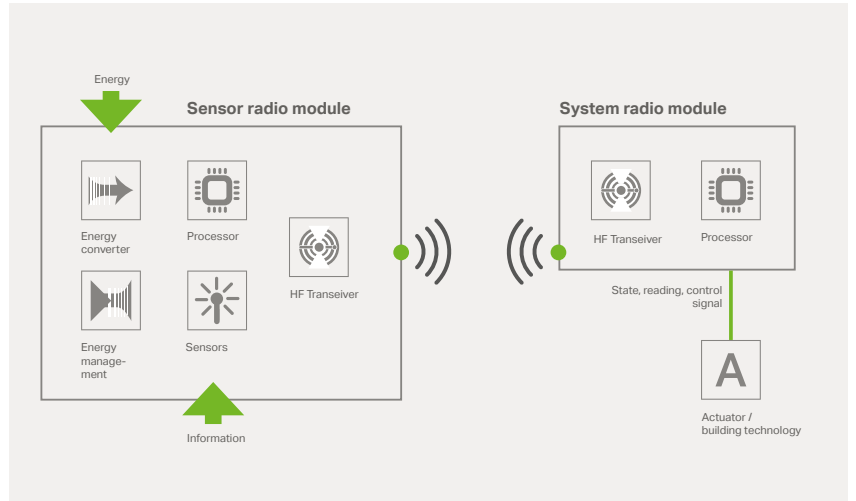 Energy
Sensor radio module
System radio module
Energy
converter
Processor
HF Transeiver
Energy
manage-
ment
Sensors
Information
HF Transeiver
Processor
State, reading, control
signal
A
Actuator /
building technology